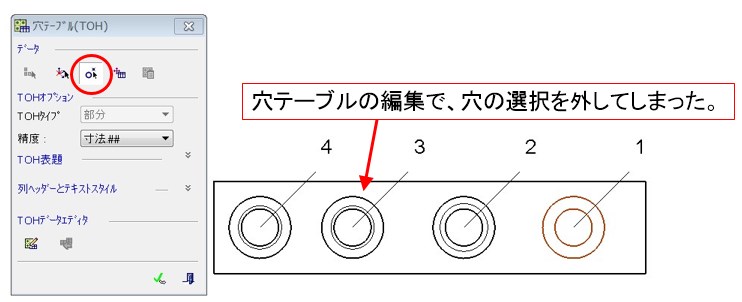 穴ﾃｰﾌﾞﾙ(TOH)
ﾃﾞｰﾀ
TOHｵﾌﾟｼｮﾝ
TOHﾀｲﾌﾟ 部分
精度： 寸法.##
TOH表題
列ﾍｯﾀﾞｰとﾃｷｽﾄｽﾀｲﾙ
TOHﾃﾞｰﾀｴﾃﾞｨﾀ
穴テーブルの編集で、穴の選択を外してしまった。
4 3 2 1